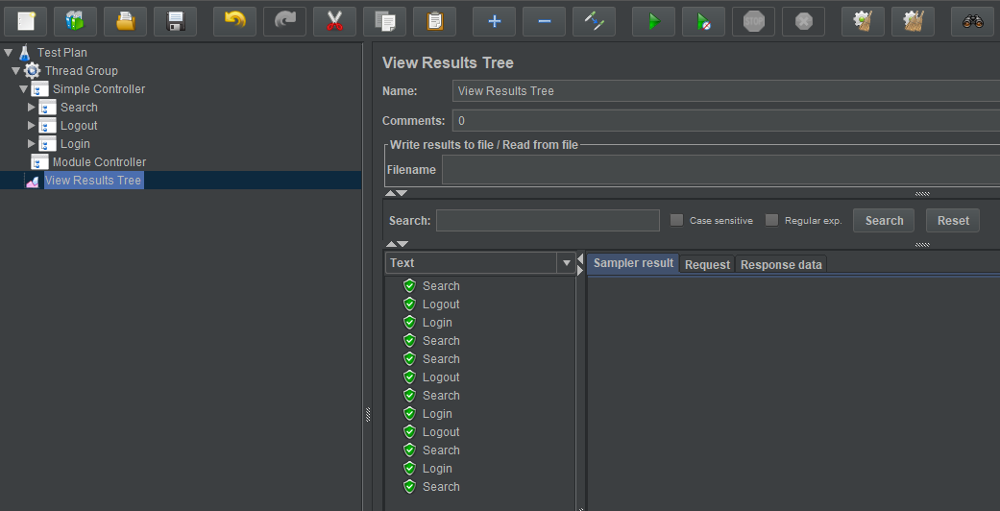 STOP
Test Plan
Thread Group
Simple Controller
Search
Logout
Login
Module Controller
View Results Tree
View Results Tree
Name: View Results Tree
Comments: 0
Write results to file / Read from file
Filename
Search: Case sensitive Regular exp. Search Reset
Text
Sampler result Request Response data
Search
Logout
Login
Search
Search
Logout
Search
Login
Logout
Search
Login
Search